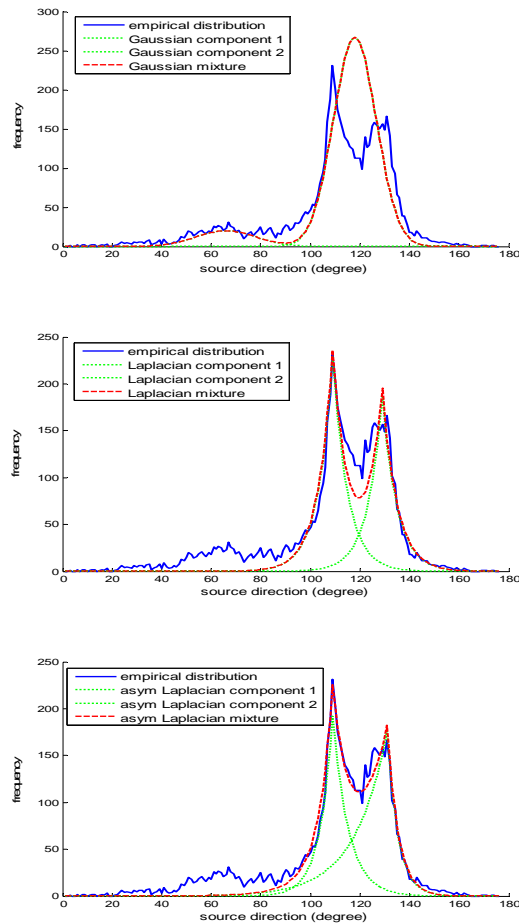 empirical distribution
Gaussian component 1
Gaussian component 2
Gaussian mixture
300
250
200
150
100
50
0
frequency
0 20 40 60 80 100 120 140 160 180
source direction (degree)
empirical distribution
Laplacian component 1
Laplacian component 2
Laplacian mixture
250
200
150
100
50
0
frequency
0 20 40 60 80 100 120 140 160 180
source direction (degree)
empirical distribution
asym Laplacian component 1
asym Laplacian component 2
asym Laplacian mixture
250
200
150
100
50
0
frequency
0 20 40 60 80 100 120 140 160 180
source direction (degree)